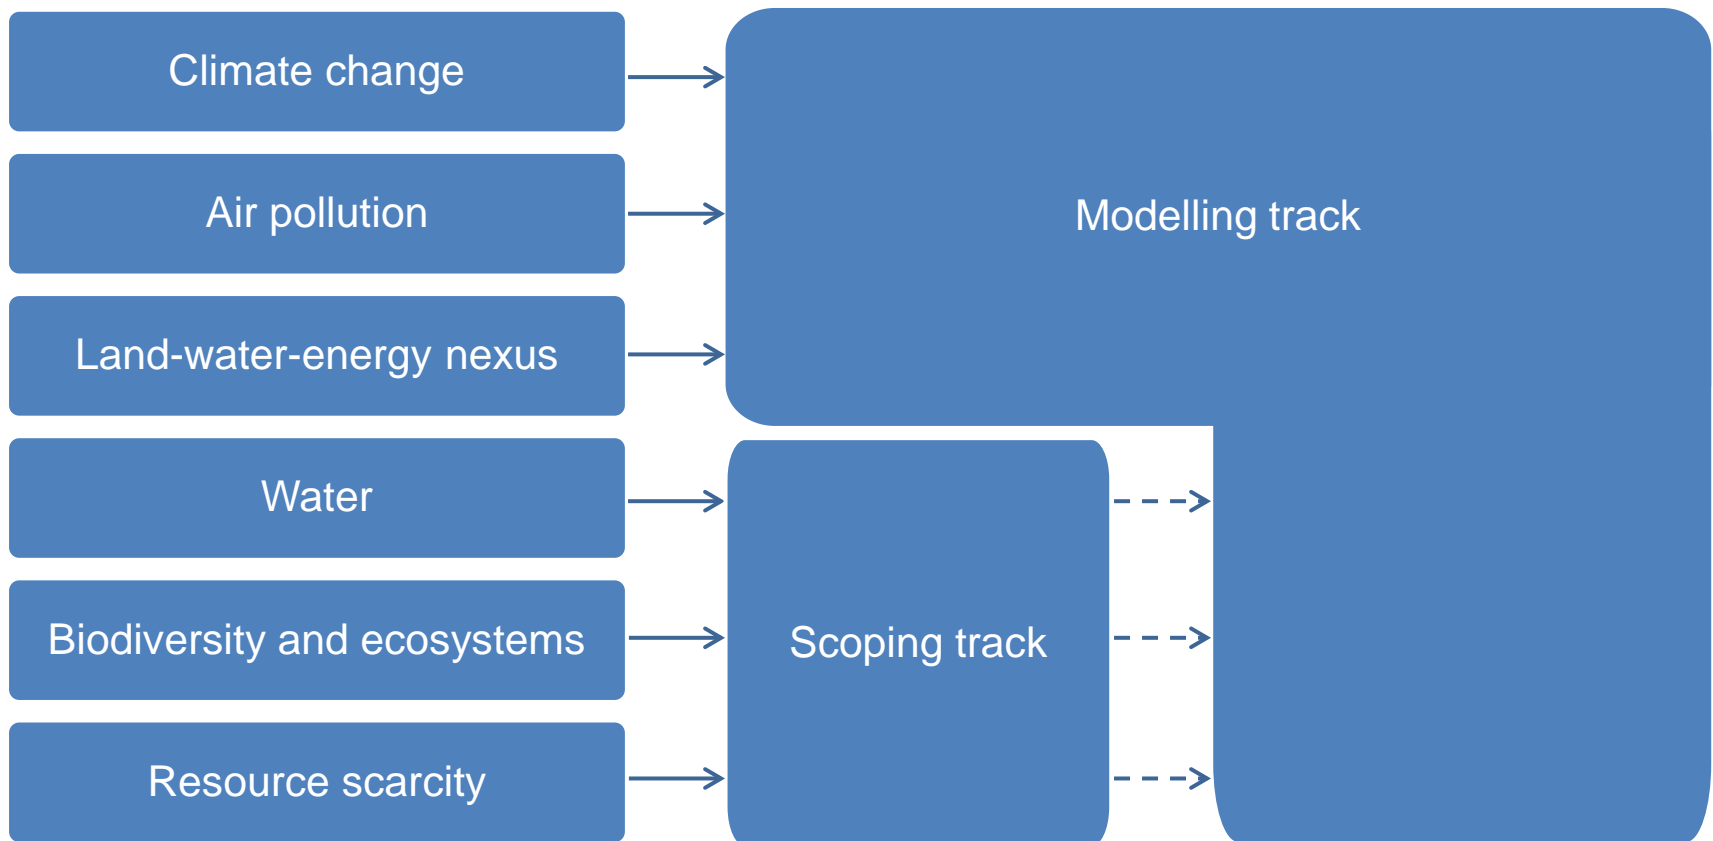 Climate change
Air pollution
Modelling track
Land-water-energy nexus
Water
Biodiversity and ecosystems
Scoping track
Resource scarcity